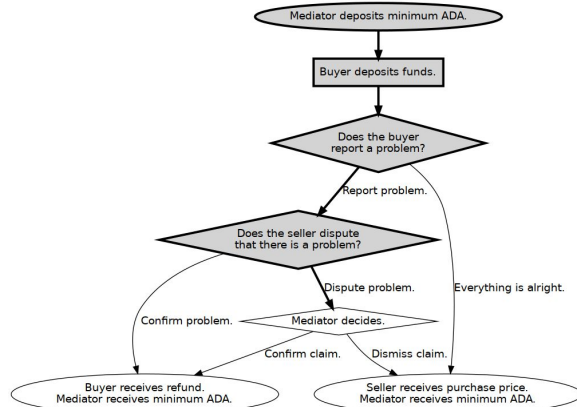 Mediator deposits minimum ADA.
Buyer deposits funds.
Does the buyer
report a problem?
Report problem.
Does the seller dispute
that there is a problem?
Dispute problem.
Everything is alright.
Confirm problem.
Mediator decides.
Confirm claim.
Dismiss claim.
Buyer receives refund.
Mediator receives minimum ADA.
Seller receives purchase price.
Mediator receives minimum ADA.